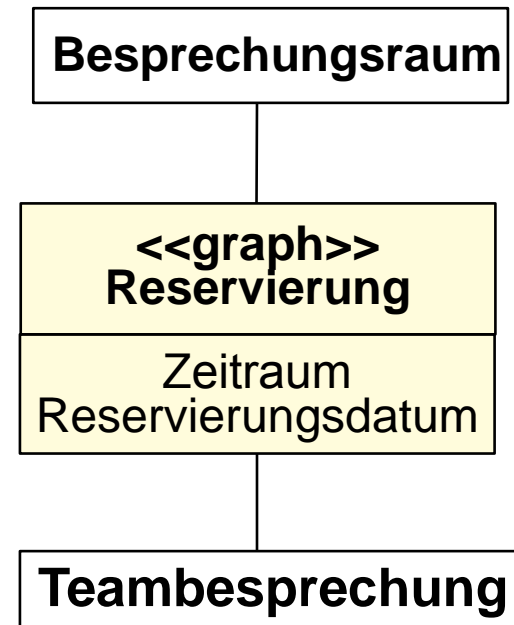 Besprechungsraum
<<graph>>
Reservierung
Zeitraum
Reservierungsdatum
Teambesprechung